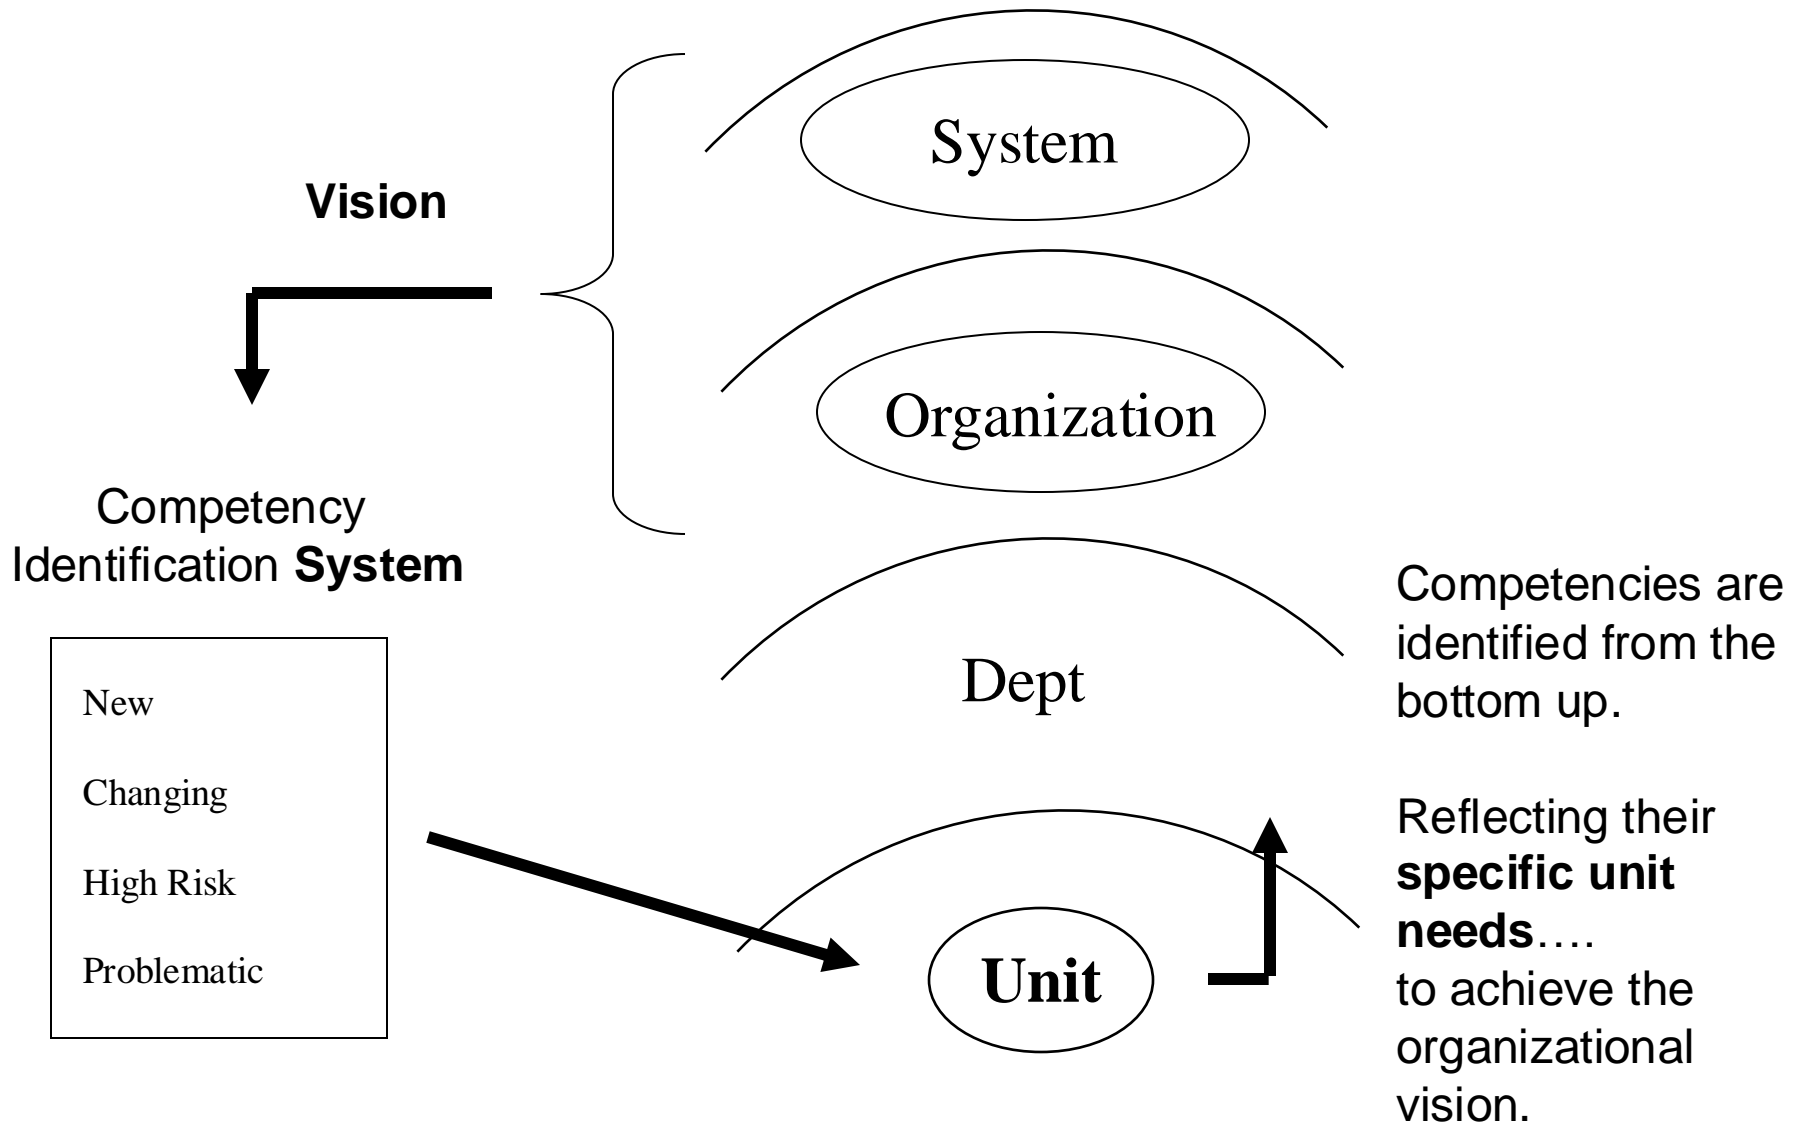 System
Vision
Organization
Competency
Identification System
New
Changing
High Risk
Problematic
Dept
Unit
Competencies are
identified from the
bottom up.
Reflecting their
specific unit
needs….
to achieve the
organizational
vision.